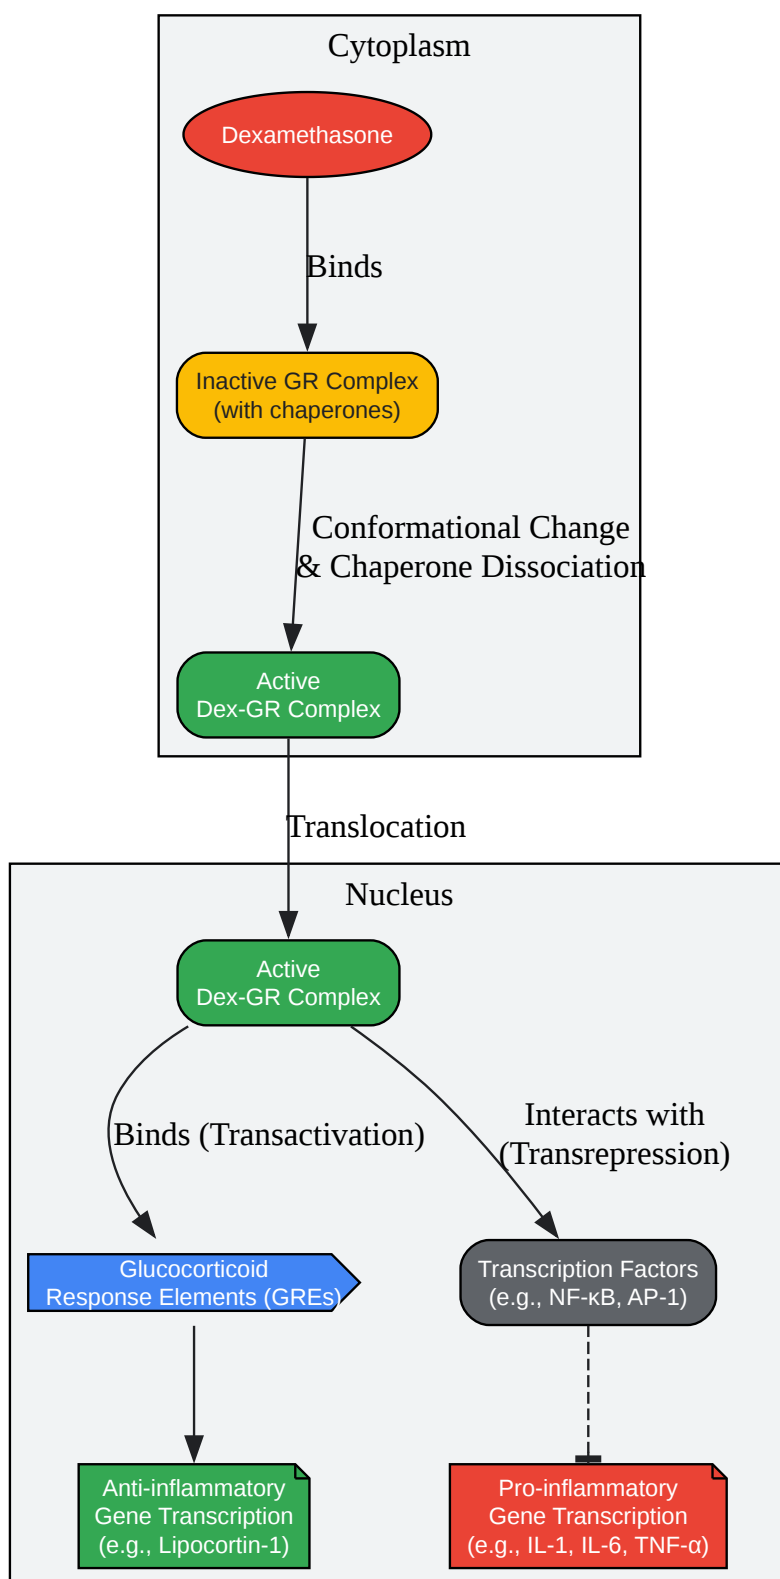 Cytoplasm
Dexamethasone
Binds
Inactive GR Complex
(with chaperones)
Conformational Change
& Chaperone Dissociation
Active
Dex-GR Complex
Translocation
Nucleus
Active
Dex-GR Complex
Binds (Transactivation)
Interacts with
(Transrepression)
Glucocorticoid
Response Elements (GREs)
Transcription Factors
(e.g., NF-κB, AP-1)
Anti-inflammatory
Gene Transcription
(e.g., Lipocortin-1)
Pro-inflammatory
Gene Transcription
(e.g., IL-1, IL-6, TNF-α)